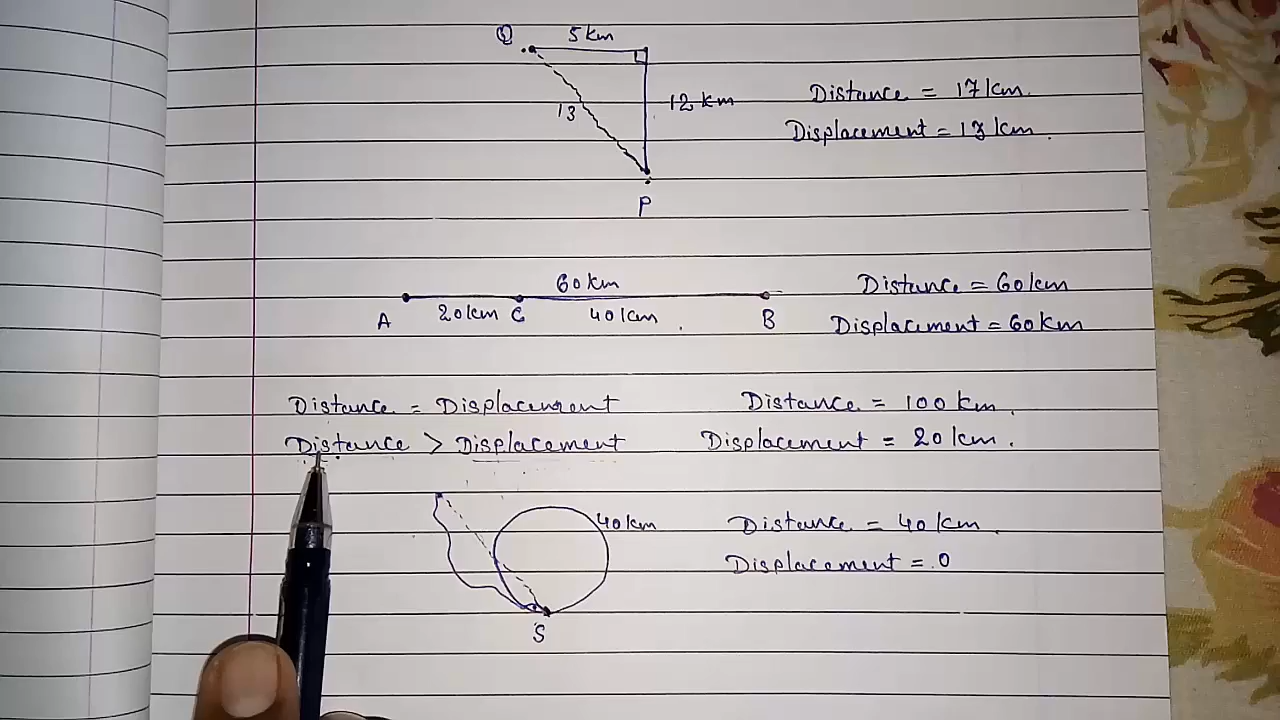 Q 5 km
13 12 km Distance = 17 km.
Displacement = 13 km.
P
60 km Distance = 60 km
A 20 km C 40 km B Displacement = 60 km
Distance = Displacement Distance = 100 km.
Distance > Displacement Displacement = 20 km.
40 km Distance = 40 km.
Displacement = 0
S